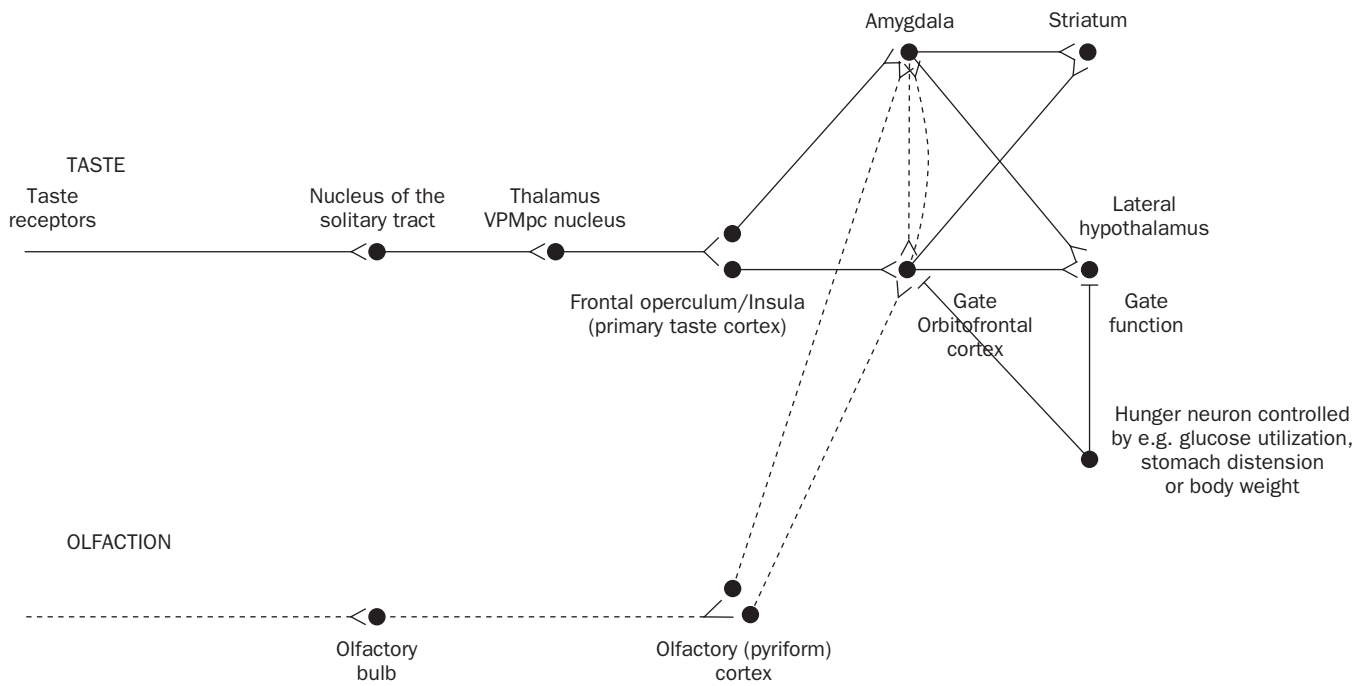 Amygdala
Striatum
TASTE
Taste
receptors
Nucleus of the
solitary tract
Thalamus
VPMpc nucleus
Lateral
hypothalamus
Frontal operculum/Insula
(primary taste cortex)
Gate
Orbitofrontal
cortex
Gate
function
Hunger neuron controlled
by e.g. glucose utilization,
stomach distension
or body weight
OLFACTION
Olfactory
bulb
Olfactory (pyriform)
cortex